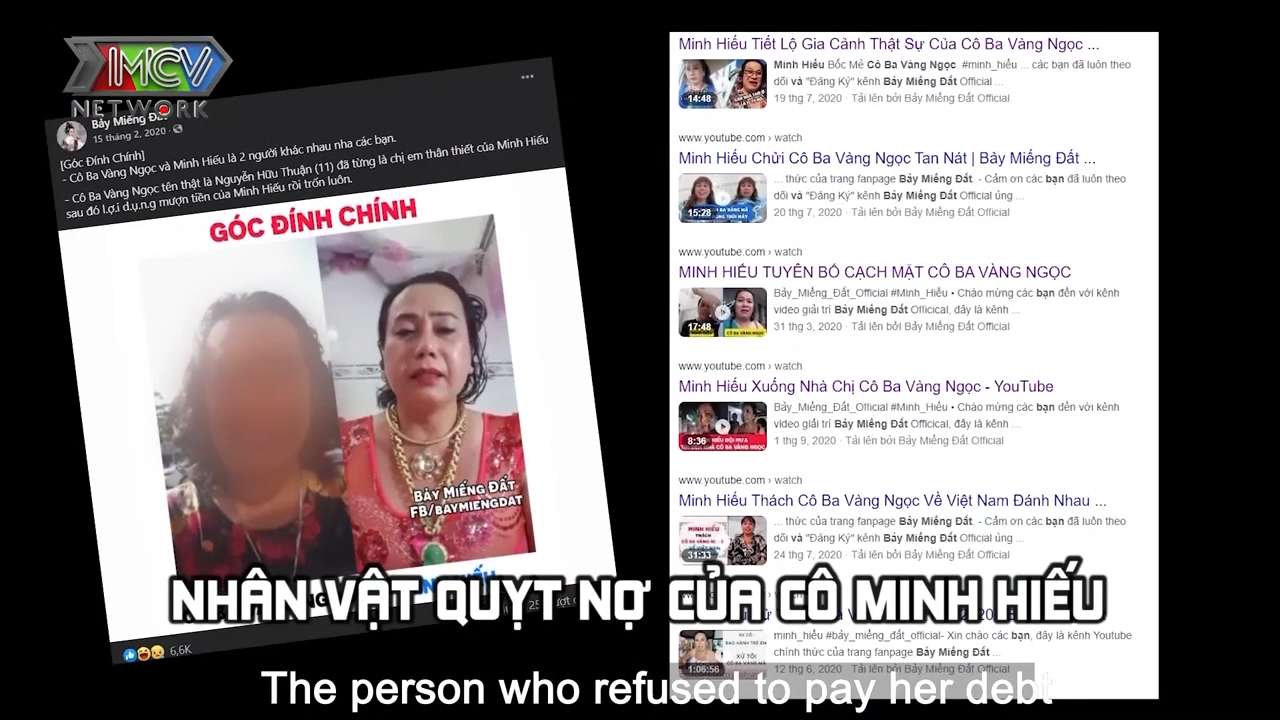 MCV
NETWORK
Bảy Miếng Đất
15 tháng 2, 2020
[Góc Đính Chính]
- Cô Ba Vàng Ngọc và Minh Hiếu là 2 người khác nhau nha các bạn.
- Cô Ba Vàng Ngọc tên thật là Nguyễn Hữu Thuận (11) đã từng là chị em thân thiết của Minh Hiếu
sau đó l.ợ.i d.ụ.n.g mượn tiền của Minh Hiếu rồi trốn luôn.
GÓC ĐÍNH CHÍNH
BẢY MIẾNG ĐẤT
FB/BAYMIENGDAT
6,6K
Minh Hiếu Tiết Lộ Gia Cảnh Thật Sự Của Cô Ba Vàng Ngọc ...
Minh Hiếu Bốc Mẻ Cô Ba Vàng Ngọc. #minh_hiếu ... các bạn đã luôn theo
dõi và "Đăng Ký" kênh Bảy Miếng Đất Official ...
14:48
19 thg 7, 2020 · Tải lên bởi Bảy Miếng Đất Official
www.youtube.com › watch
Minh Hiếu Chửi Cô Ba Vàng Ngọc Tan Nát | Bảy Miếng Đất ...
... thức của trang fanpage Bảy Miếng Đất. - Cảm ơn các bạn đã luôn theo
dõi và "Đăng Ký" kênh Bảy Miếng Đất Official ủng ...
15:28
20 thg 7, 2020 · Tải lên bởi Bảy Miếng Đất Official
www.youtube.com › watch
MINH HIẾU TUYÊN BỐ CẠCH MẶT CÔ BA VÀNG NGỌC
Bảy_Miếng_Đất_Official #Minh_Hiếu • Chào mừng các bạn đến với kênh
video giải trí Bảy Miếng Đất Officical, đây là kênh ...
17:48
31 thg 3, 2020 · Tải lên bởi Bảy Miếng Đất Official
www.youtube.com › watch
Minh Hiếu Xuống Nhà Chị Cô Ba Vàng Ngọc - YouTube
Bảy_Miếng_Đất_Official #Minh_Hiếu • Chào mừng các bạn đến với kênh
video giải trí Bảy Miếng Đất Officical, đây là kênh ...
8:36
1 thg 9, 2020 · Tải lên bởi Bảy Miếng Đất Official
www.youtube.com › watch
Minh Hiếu Thách Cô Ba Vàng Ngọc Về Việt Nam Đánh Nhau ...
... thức của trang fanpage Bảy Miếng Đất. - Cảm ơn các bạn đã luôn theo
dõi và "Đăng Ký" kênh Bảy Miếng Đất Official ủng ...
31:33
24 thg 7, 2020 · Tải lên bởi Bảy Miếng Đất Official
NHÂN VẬT QUỴT NỢ CỦA CÔ MINH HIẾU
minh_hiếu #bảy_miếng_đất_official- Xin chào các bạn, đây là kênh Youtube
chính thức của trang fanpage Bảy Miếng Đất ...
1:06:56
12 thg 6, 2020 · Tải lên bởi Bảy Miếng Đất Official
The person who refused to pay her debt